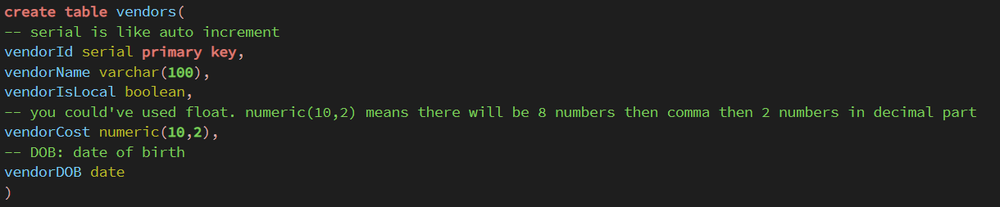 create table vendors(
-- serial is like auto increment
vendorId serial primary key,
vendorName varchar(100),
vendorIsLocal boolean,
-- you could've used float. numeric(10,2) means there will be 8 numbers then comma then 2 numbers in decimal part
vendorCost numeric(10,2),
-- DOB: date of birth
vendorDOB date
)